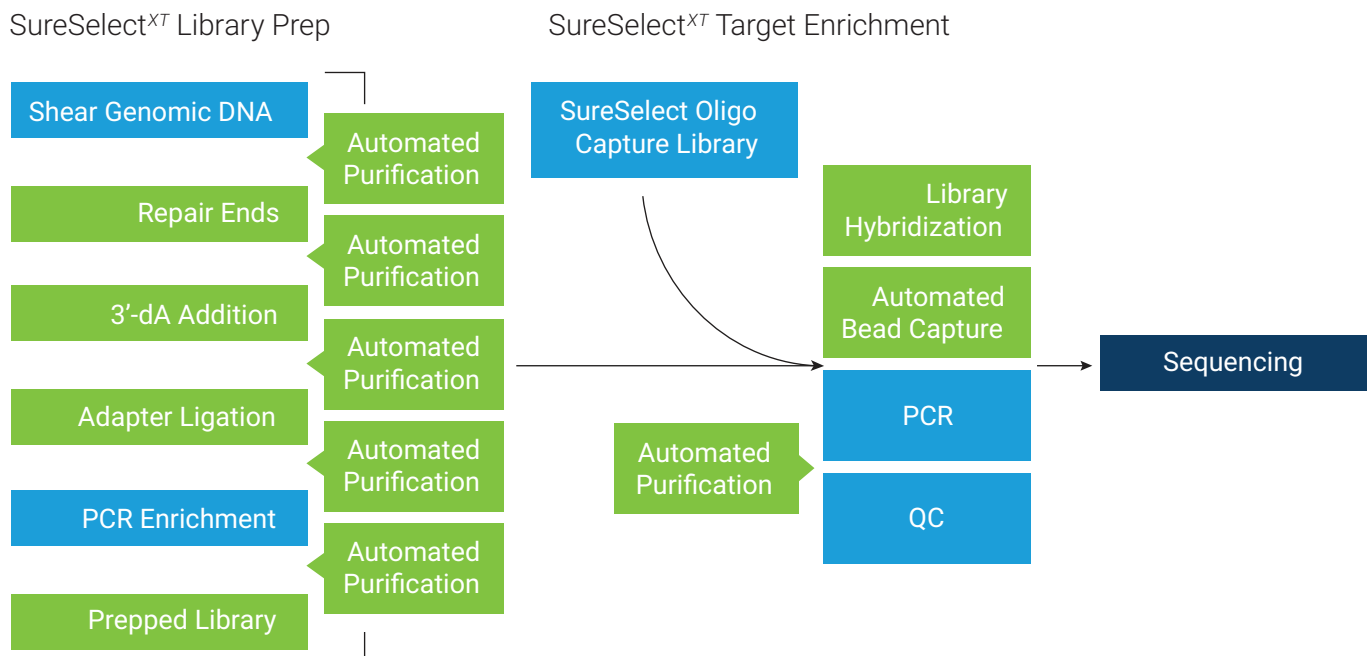 SureSelectXT Library Prep
Shear Genomic DNA
Automated
Purification
Repair Ends
Automated
Purification
3’-dA Addition
Automated
Purification
Adapter Ligation
Automated
Purification
PCR Enrichment
Automated
Purification
Prepped Library
SureSelectXT Target Enrichment
SureSelect Oligo
Capture Library
Library
Hybridization
Automated
Bead Capture
PCR
Automated
Purification
QC
Sequencing